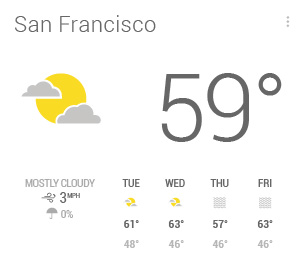 San Francisco
59°
MOSTLY CLOUDY
3 MPH
0%
TUE WED THU FRI
61° 63° 57° 63°
48° 46° 46° 46°